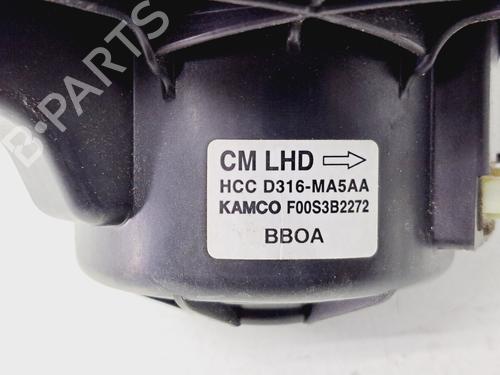 B-PARTS
CM LHD
HCC D316-MA5AA
KAMCO F00S3B2272
BBOA